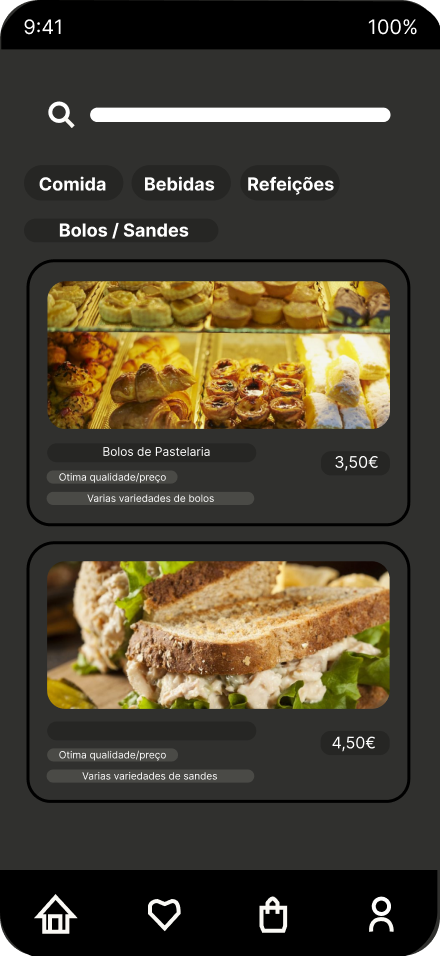 9:41 100%
Comida Bebidas Refeições
Bolos / Sandes
Bolos de Pastelaria
3,50€
Otima qualidade/preço
Varias variedades de bolos
4,50€
Otima qualidade/preço
Varias variedades de sandes